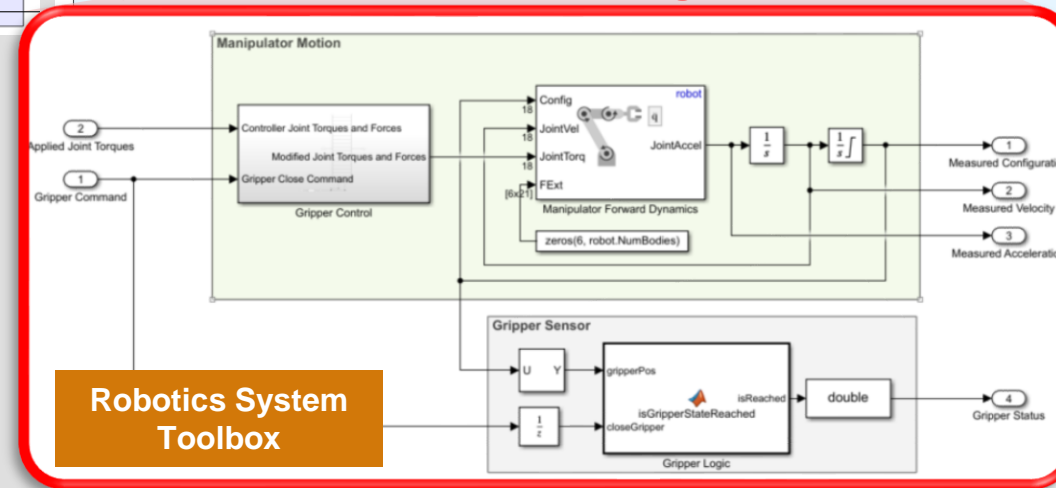 Manipulator Motion
2
Applied Joint Torques
1
Gripper Command
Controller Joint Torques and Forces
Modified Joint Torques and Forces
Gripper Close Command
Gripper Control
robot
Config
18
JointVel
18
JointTorq
18
FExt
[6x21]
q̈
JointAccel
Manipulator Forward Dynamics
zeros(6, robot.NumBodies)
1
s
1
s
1
Measured Configurati
2
Measured Velocity
3
Measured Acceleratio
Gripper Sensor
U Y
1
z
gripperPos
isReached
isGripperStateReached
closeGripper
Gripper Logic
double
4
Gripper Status
Robotics System
Toolbox